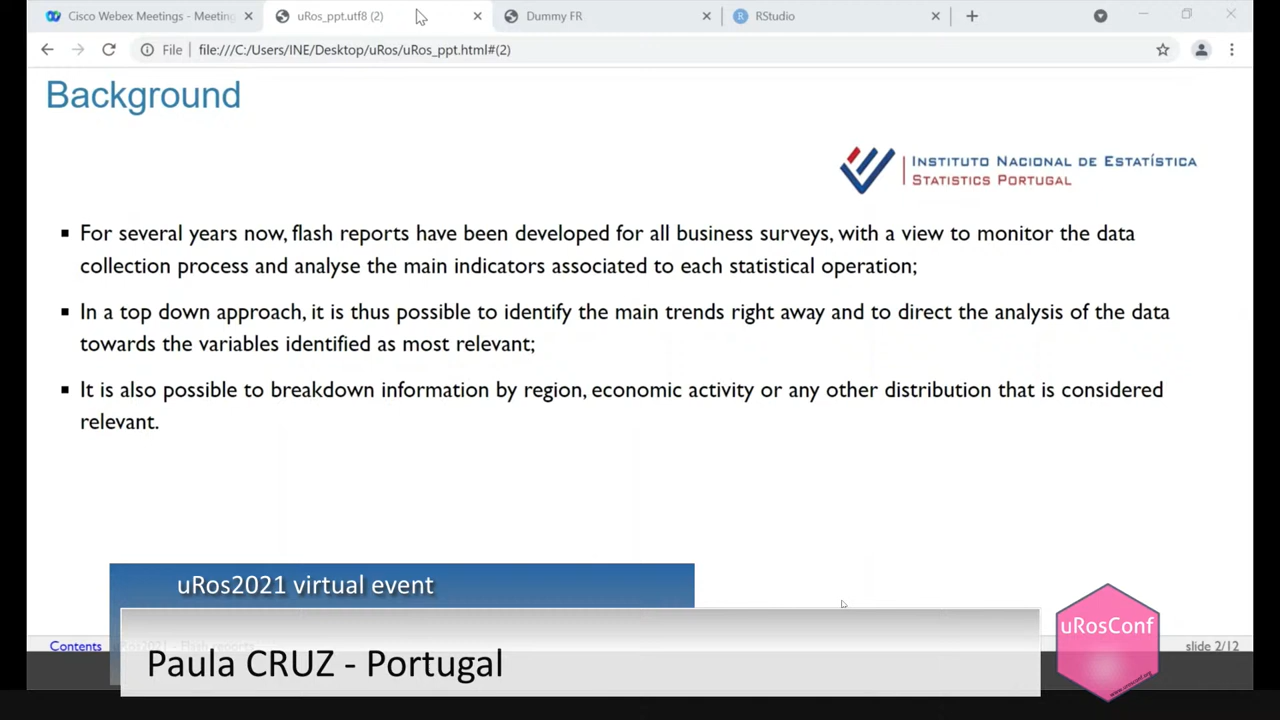 Cisco Webex Meetings - Meeting
uRos_ppt.utf8 (2)
Dummy FR
RStudio
File
file:///C:/Users/INE/Desktop/uRos/uRos_ppt.html#(2)
Background
INSTITUTO NACIONAL DE ESTATÍSTICA
STATISTICS PORTUGAL
▪ For several years now, flash reports have been developed for all business surveys, with a view to monitor the data
collection process and analyse the main indicators associated to each statistical operation;
▪ In a top down approach, it is thus possible to identify the main trends right away and to direct the analysis of the data
towards the variables identified as most relevant;
▪ It is also possible to breakdown information by region, economic activity or any other distribution that is considered
relevant.
uRos2021 virtual event
Paula CRUZ - Portugal
uRosConf
www.urosconf.org
Contents
slide 2/12